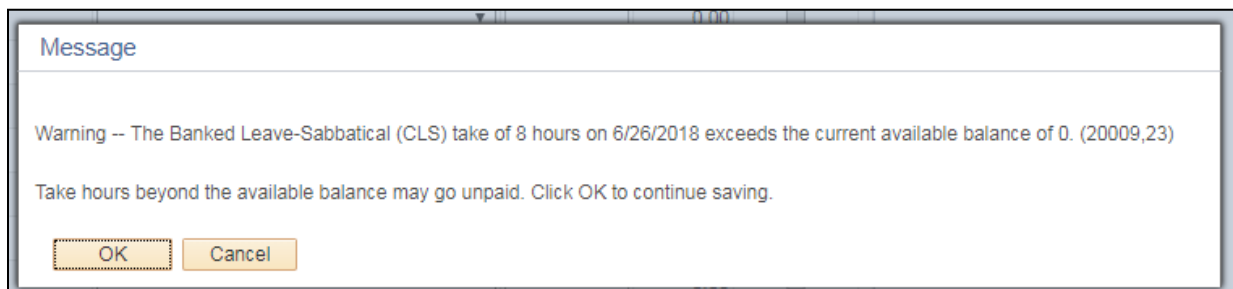 0.00
Message
Warning -- The Banked Leave-Sabbatical (CLS) take of 8 hours on 6/26/2018 exceeds the current available balance of 0. (20009,23)
Take hours beyond the available balance may go unpaid. Click OK to continue saving.
OK Cancel